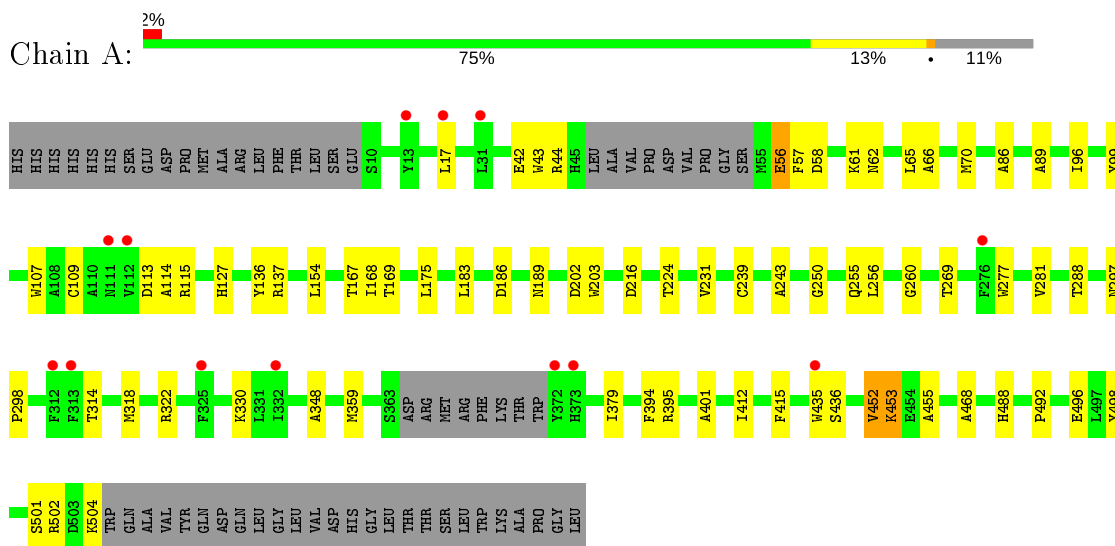 2%
Chain A:
75% 13% • 11%
HIS HIS HIS HIS HIS HIS SER GLU ASP PRO MET ALA ARG LEU PHE THR LEU SER GLU S10 Y13 L17 L31 E42 W43 R44 H45 LEU ALA VAL PRO ASP VAL PRO GLY SER M55 E56 F57 D58 K61 N62 L65 A66 M70 A86 A89 I96
W107 A108 C109 A110 N111 V112 D113 A114 R115 H127 Y136 R137 L154 T167 I168 T169 L175 L183 D186 N189 D202 W203 D216 T224 V231 C239 A243 G250 Q255 L256 G260 T269 F276 W277 V281 T288
P298 F312 F313 T314 M318 R322 F325 K330 L331 I332 A348 M359 S363 ASP ARG MET ARG PHE LYS THR TRP Y372 H373 I379 F394 R395 A401 I412 F415 W435 S436 V452 K453 E454 A455 A468 H488 P492 E496 L497
S501 R502 D503 K504 TRP GLN ALA VAL TYR GLN ASP GLN LEU GLY LEU VAL ASP HIS GLY LEU THR THR SER LEU TRP LYS ALA PRO GLY LEU